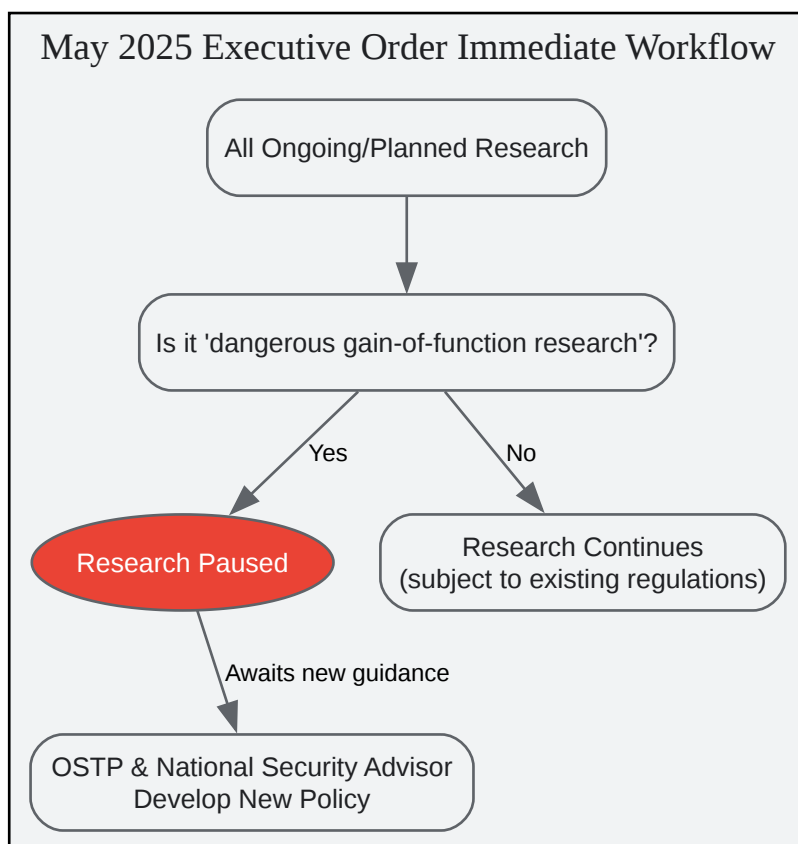 May 2025 Executive Order Immediate Workflow
All Ongoing/Planned Research
Is it 'dangerous gain-of-function research'?
Yes
No
Research Paused
Research Continues
(subject to existing regulations)
Awaits new guidance
OSTP & National Security Advisor
Develop New Policy